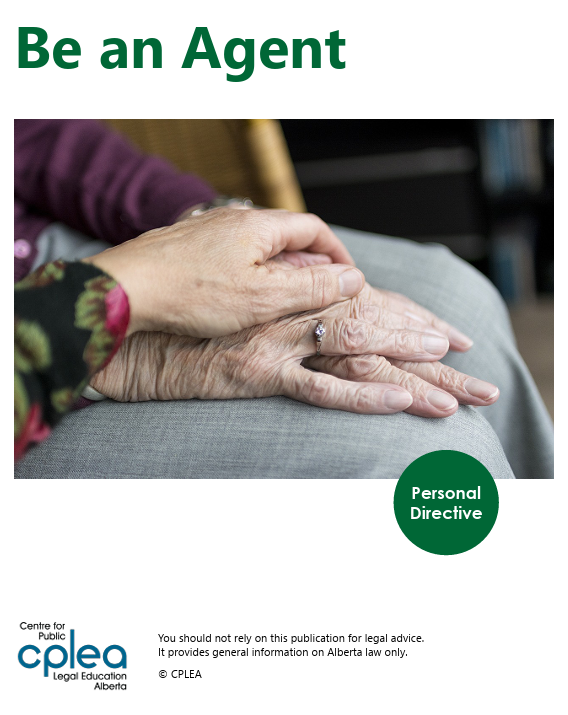 Be an Agent
Personal
Directive
Centre for
Public
cplea
Legal Education
Alberta
You should not rely on this publication for legal advice.
It provides general information on Alberta law only.
© CPLEA